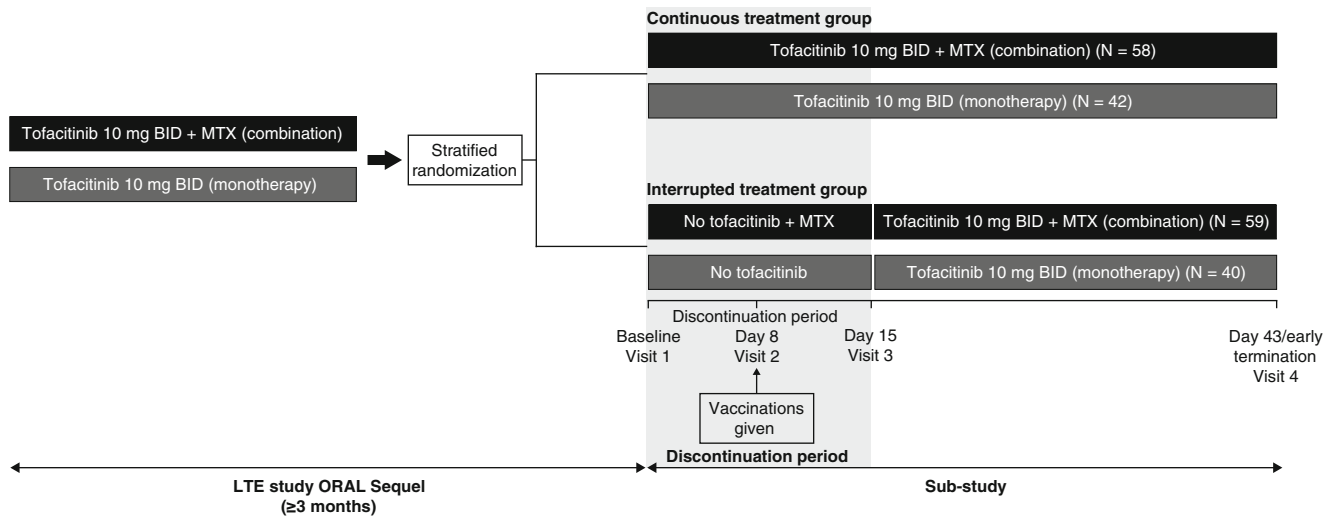 Continuous treatment group
Tofacitinib 10 mg BID + MTX (combination) (N = 58)
Tofacitinib 10 mg BID (monotherapy) (N = 42)
Tofacitinib 10 mg BID + MTX (combination)
Tofacitinib 10 mg BID (monotherapy)
Stratified
randomization
Interrupted treatment group
No tofacitinib + MTX
Tofacitinib 10 mg BID + MTX (combination) (N = 59)
No tofacitinib
Tofacitinib 10 mg BID (monotherapy) (N = 40)
Discontinuation period
Baseline
Visit 1
Day 8
Visit 2
Day 15
Visit 3
Day 43/early
termination
Visit 4
Vaccinations
given
Discontinuation period
LTE study ORAL Sequel
(≥3 months)
Sub-study